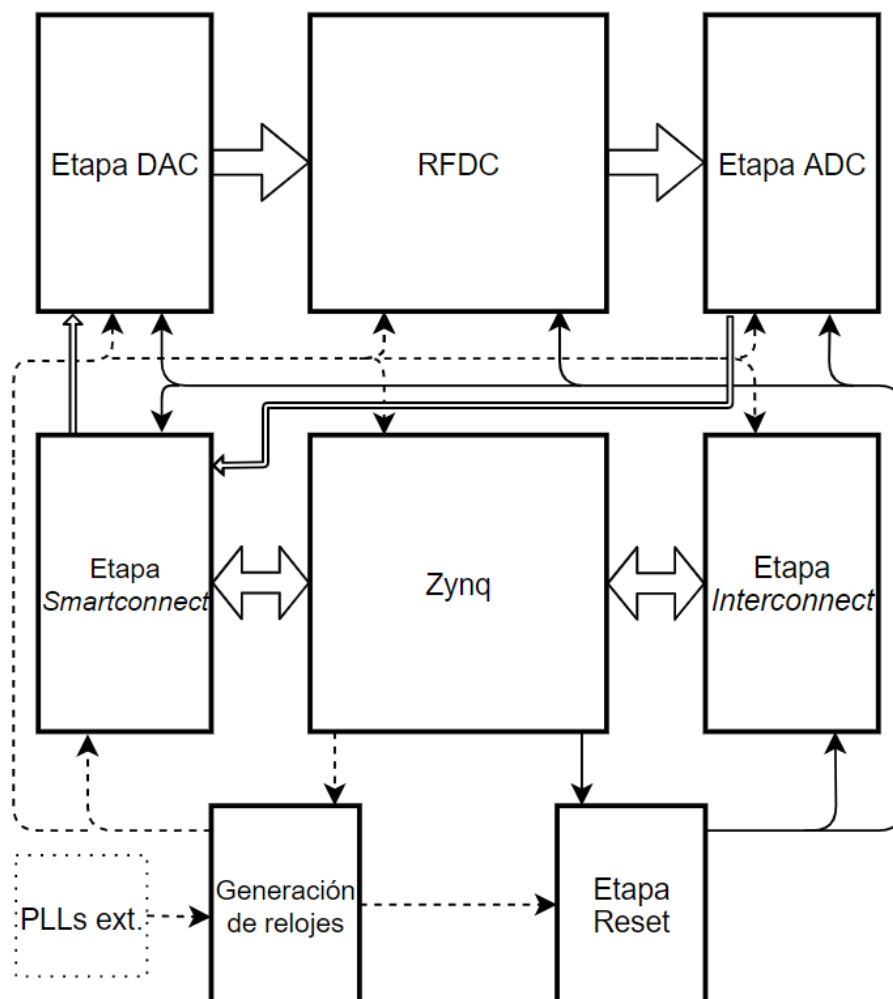 Etapa DAC
RFDC
Etapa ADC
Etapa
Smartconnect
Zynq
Etapa
Interconnect
PLLs ext.
Generación
de relojes
Etapa
Reset